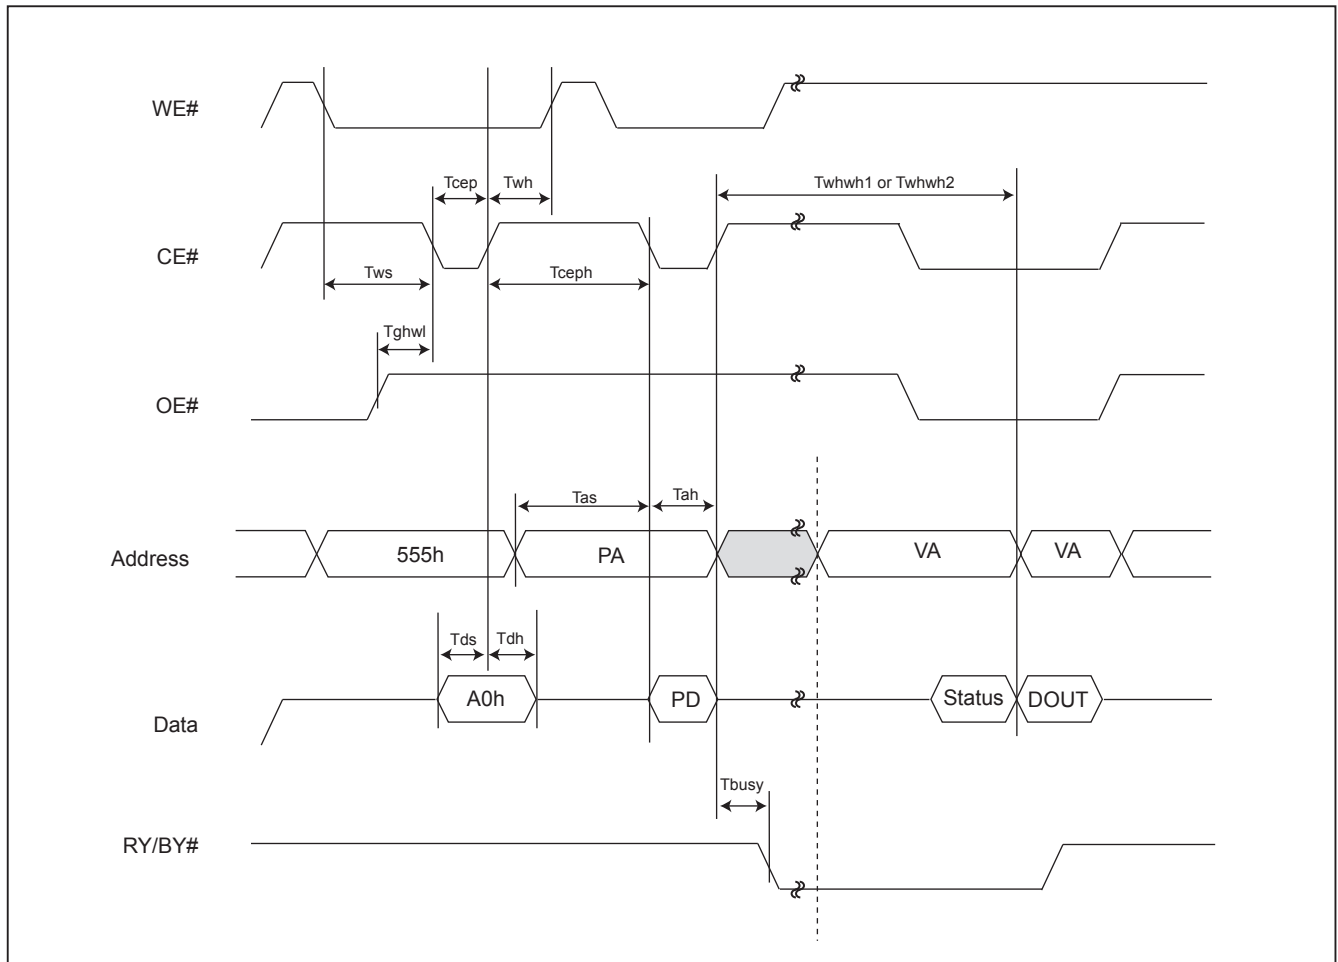 WE#
Tcep
Twh
Twhwh1 or Twhwh2
CE#
Tws
Tceph
Tghwl
OE#
Tas
Tah
Address
555h
PA
VA
VA
Tds
Tdh
Data
A0h
PD
Status
DOUT
Tbusy
RY/BY#